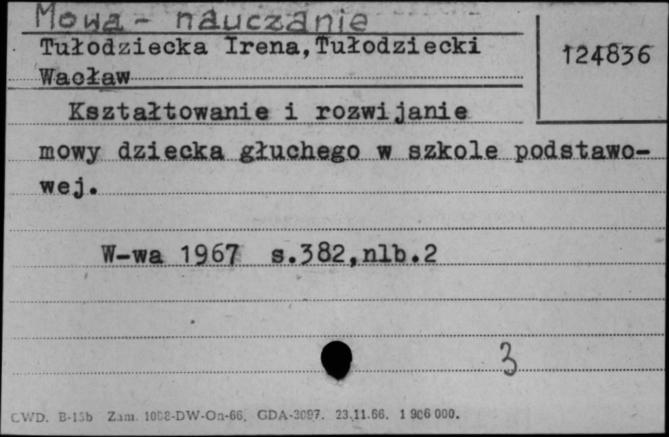 Mowa - nauczanie
Tułodziecka Irena,Tułodziecki
Wacław
124836
Kształtowanie i rozwijanie
mowy dziecka głuchego w szkole podstawo-
wej.
W-wa 1967 s.382,nlb.2
3
CWD. B-15b Zam. DW-On-66. GDA-3097. 23.11.66. 1 906 000.